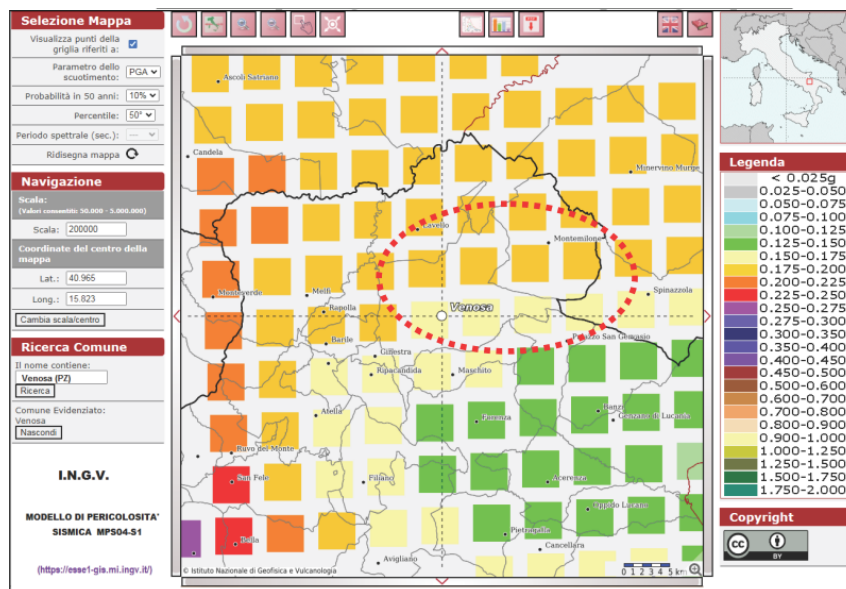 Selezione Mappa
Visualizza punti della
griglia riferiti a:
Parametro dello
scuotimento: PGA
Probabilità in 50 anni: 10%
Percentile: 50°
Periodo spettrale (sec.): ---
Ridisegna mappa
Navigazione
Scala:
(Valori consentiti: 50.000 - 5.000.000)
Scala: 200000
Coordinate del centro della
mappa
Lat.: 40.965
Long.: 15.823
Cambia scala/centro
Ricerca Comune
Il nome contiene:
Venosa (PZ)
Ricerca
Comune Evidenziato:
Venosa
Nascondi
I.N.G.V.
MODELLO DI PERICOLOSITA'
SISMICA MPS04-S1
(https://esse1-gis.mi.ingv.it/)
Ascoli Satriano
Candela
Minervino Murge
Lavello
Montemilone
Monteverde
Melfi
Spinazzola
Rapolla
Venosa
Barile
Palazzo San Gervasio
Ginestra
Ripacandida
Maschito
Atella
Forenza
Banzi
Genzano di Lucania
Ruvo del Monte
San Fele
Filiano
Acerenza
Oppido Lucano
Bella
Pietragalla
Cancellara
Avigliano
© Istituto Nazionale di Geofisica e Vulcanologia
0 1 2 3 4 5 km
Legenda
< 0.025g
0.025-0.050
0.050-0.075
0.075-0.100
0.100-0.125
0.125-0.150
0.150-0.175
0.175-0.200
0.200-0.225
0.225-0.250
0.250-0.275
0.275-0.300
0.300-0.350
0.350-0.400
0.400-0.450
0.450-0.500
0.500-0.600
0.600-0.700
0.700-0.800
0.800-0.900
0.900-1.000
1.000-1.250
1.250-1.500
1.500-1.750
1.750-2.000
Copyright
CC BY